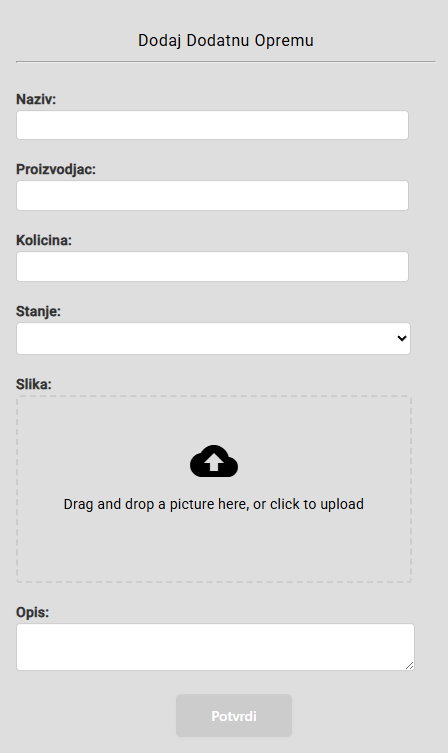 Dodaj Dodatnu Opremu
Naziv:
Proizvodjac:
Kolicina:
Stanje:
Slika:
Drag and drop a picture here, or click to upload
Opis:
Potvrdi